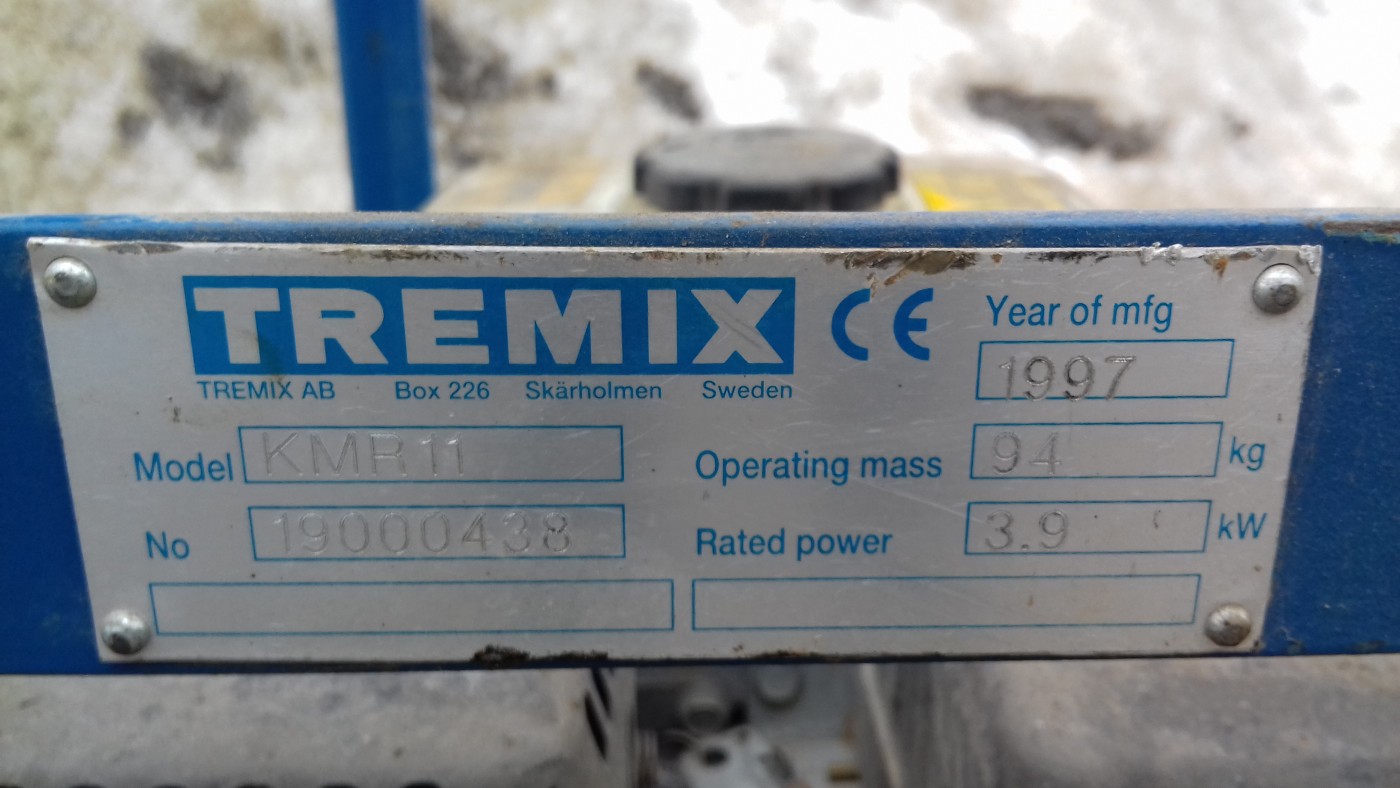 TREMIX CE
TREMIX AB Box 226 Skärholmen Sweden
Year of mfg
1997
Model KMR11
Operating mass 94 kg
No 19000438
Rated power 3.9 kW